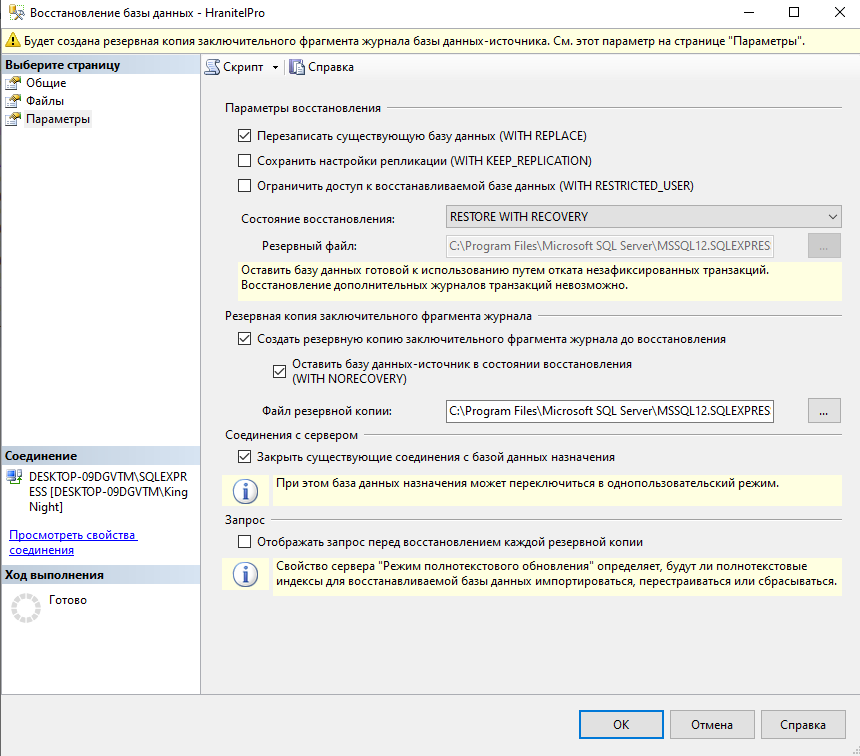 Восстановление базы данных - HranitelPro
Будет создана резервная копия заключительного фрагмента журнала базы данных-источника. См. этот параметр на странице "Параметры".
Выберите страницу
Общие
Файлы
Параметры
Скрипт
Справка
Параметры восстановления
Перезаписать существующую базу данных (WITH REPLACE)
Сохранить настройки репликации (WITH KEEP_REPLICATION)
Ограничить доступ к восстанавливаемой базе данных (WITH RESTRICTED_USER)
Состояние восстановления:
RESTORE WITH RECOVERY
Резервный файл:
C:\Program Files\Microsoft SQL Server\MSSQL12.SQLEXPRES
...
Оставить базу данных готовой к использованию путем отката незафиксированных транзакций.
Восстановление дополнительных журналов транзакций невозможно.
Резервная копия заключительного фрагмента журнала
Создать резервную копию заключительного фрагмента журнала до восстановления
Оставить базу данных-источник в состоянии восстановления
(WITH NORECOVERY)
Файл резервной копии:
C:\Program Files\Microsoft SQL Server\MSSQL12.SQLEXPRES
...
Соединения с сервером
Закрыть существующие соединения с базой данных назначения
При этом база данных назначения может переключиться в однопользовательский режим.
Запрос
Отображать запрос перед восстановлением каждой резервной копии
Свойство сервера "Режим полнотекстового обновления" определяет, будут ли полнотекстовые
индексы для восстанавливаемой базы данных импортироваться, перестраиваться или сбрасываться.
Соединение
DESKTOP-09DGVTM\SQLEXPR
ESS [DESKTOP-09DGVTM\King
Night]
Просмотреть свойства
соединения
Ход выполнения
Готово
ОК
Отмена
Справка